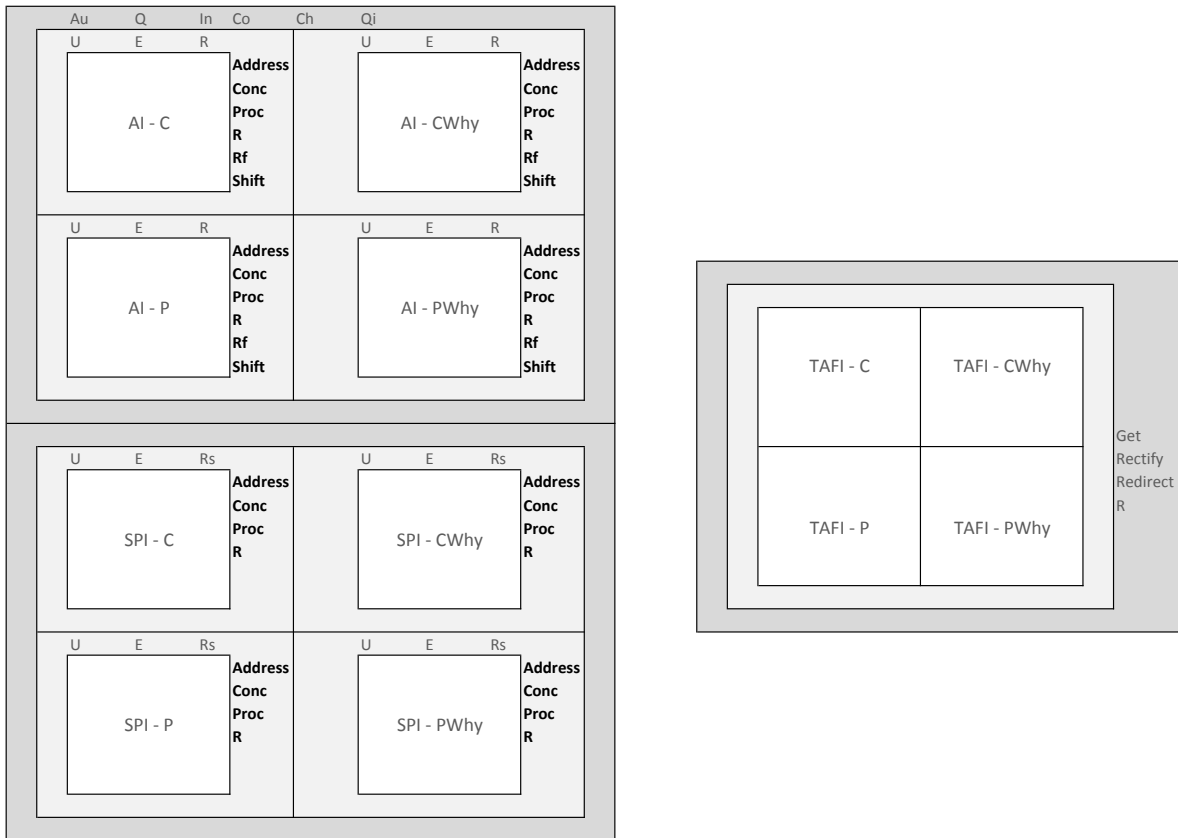 Au Q In Co Ch Qi
U E R U E R
AI - C
Address
Conc
Proc
R
Rf
Shift
AI - CWhy
Address
Conc
Proc
R
Rf
Shift
U E R U E R
AI - P
Address
Conc
Proc
R
Rf
Shift
AI - PWhy
Address
Conc
Proc
R
Rf
Shift
U E Rs U E Rs
SPI - C
Address
Conc
Proc
R
SPI - CWhy
Address
Conc
Proc
R
U E Rs U E Rs
SPI - P
Address
Conc
Proc
R
SPI - PWhy
Address
Conc
Proc
R
TAFI - C TAFI - CWhy
TAFI - P TAFI - PWhy
Get
Rectify
Redirect
R